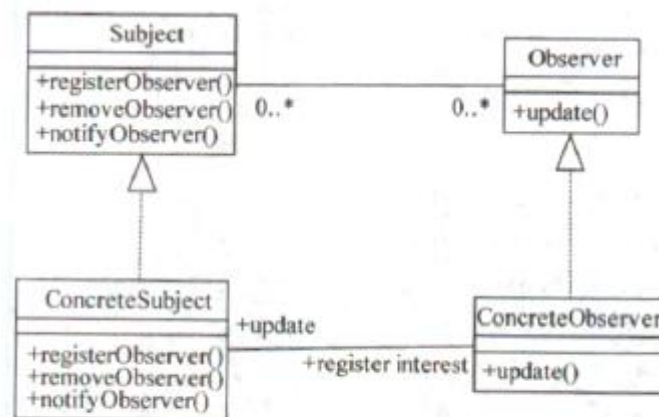 Subject
+registerObserver()
+removeObserver()
+notifyObserver()
0..*
0..*
Observer
+update()
ConcreteSubject
+registerObserver()
+removeObserver()
+notifyObserver()
+update
+register interest
ConcreteObserver
+update()